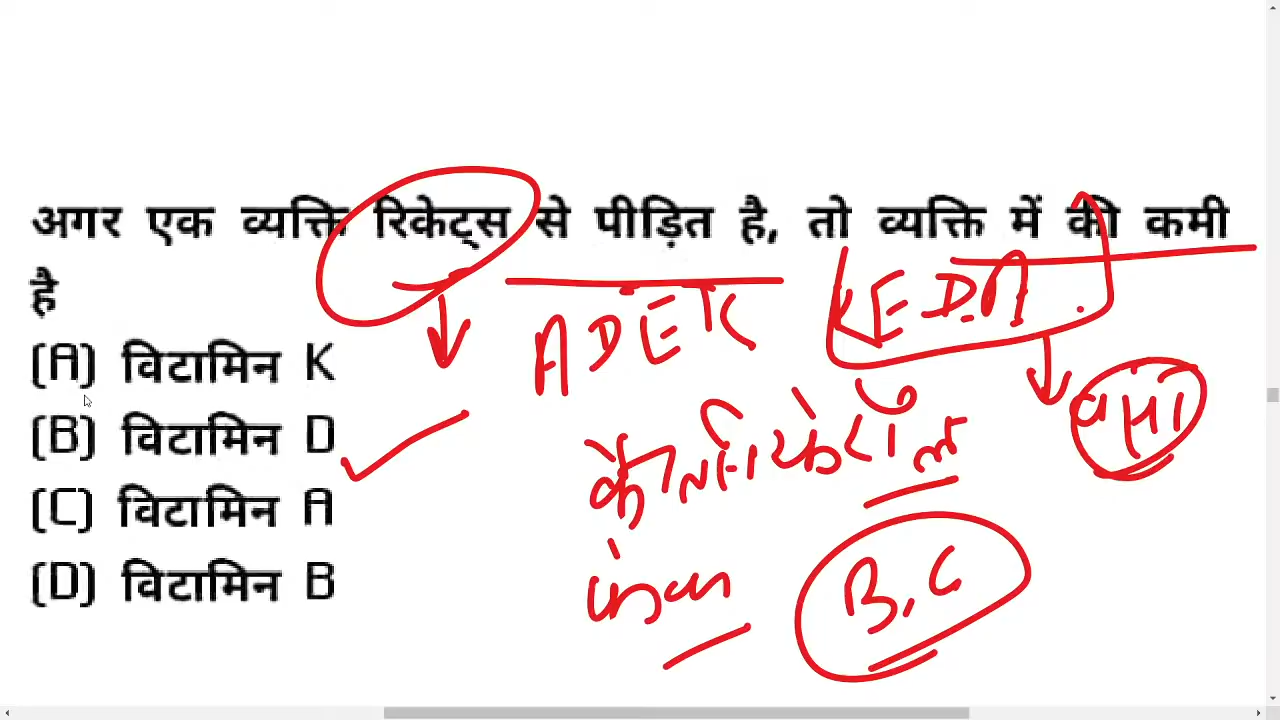 अगर एक व्यक्ति रिकेट्स से पीड़ित है, तो व्यक्ति में की कमी
है
ADEK
KEDA
(A) विटामिन K
वसा
(B) विटामिन D
(C) विटामिन A
(D) विटामिन B
B, C